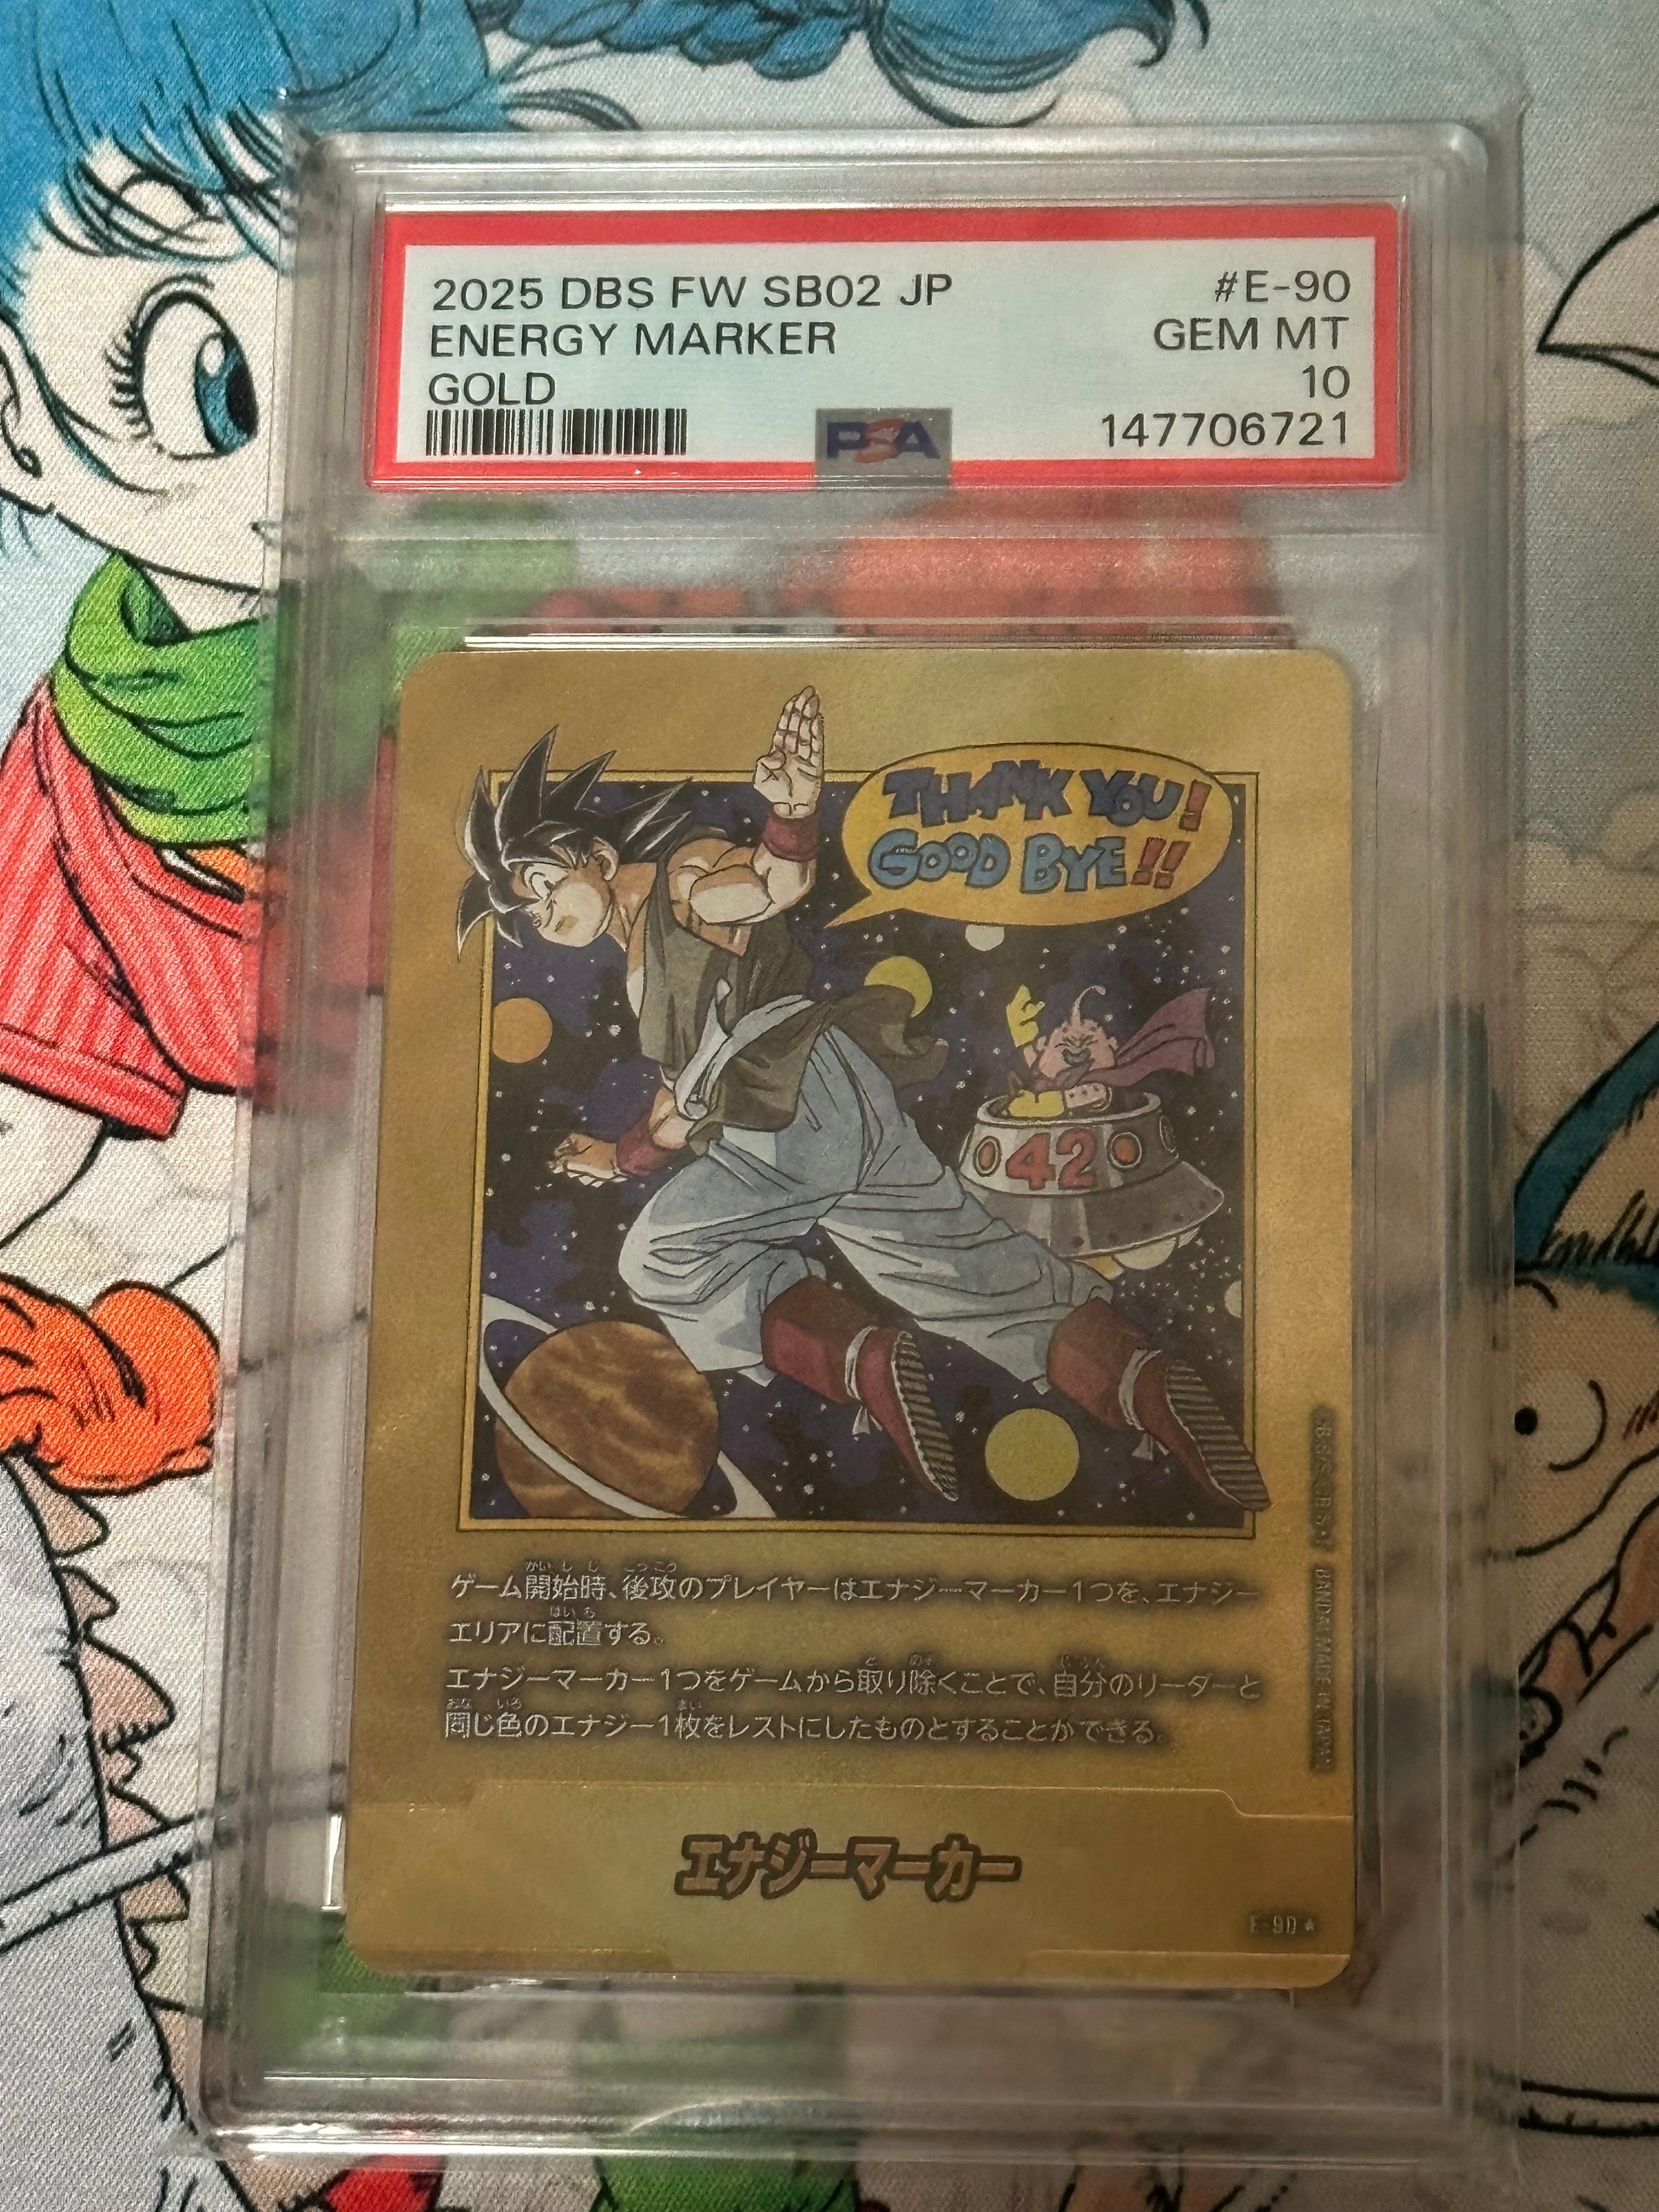 2025 DBS FW SB02 JP #E-90
ENERGY MARKER GEM MT
GOLD 10
PSA 147706721
THANK YOU!
GOOD BYE!!
42
ゲーム開始時、後攻のプレイヤーはエナジーマーカー1つを、エナジー
エリアに配置する。
エナジーマーカー1つをゲームから取り除くことで、自分のリーダーと
同じ色のエナジー1枚をレストにしたものとすることができる。
エナジーマーカー
E-90★
BANDAI MADE IN JAPAN